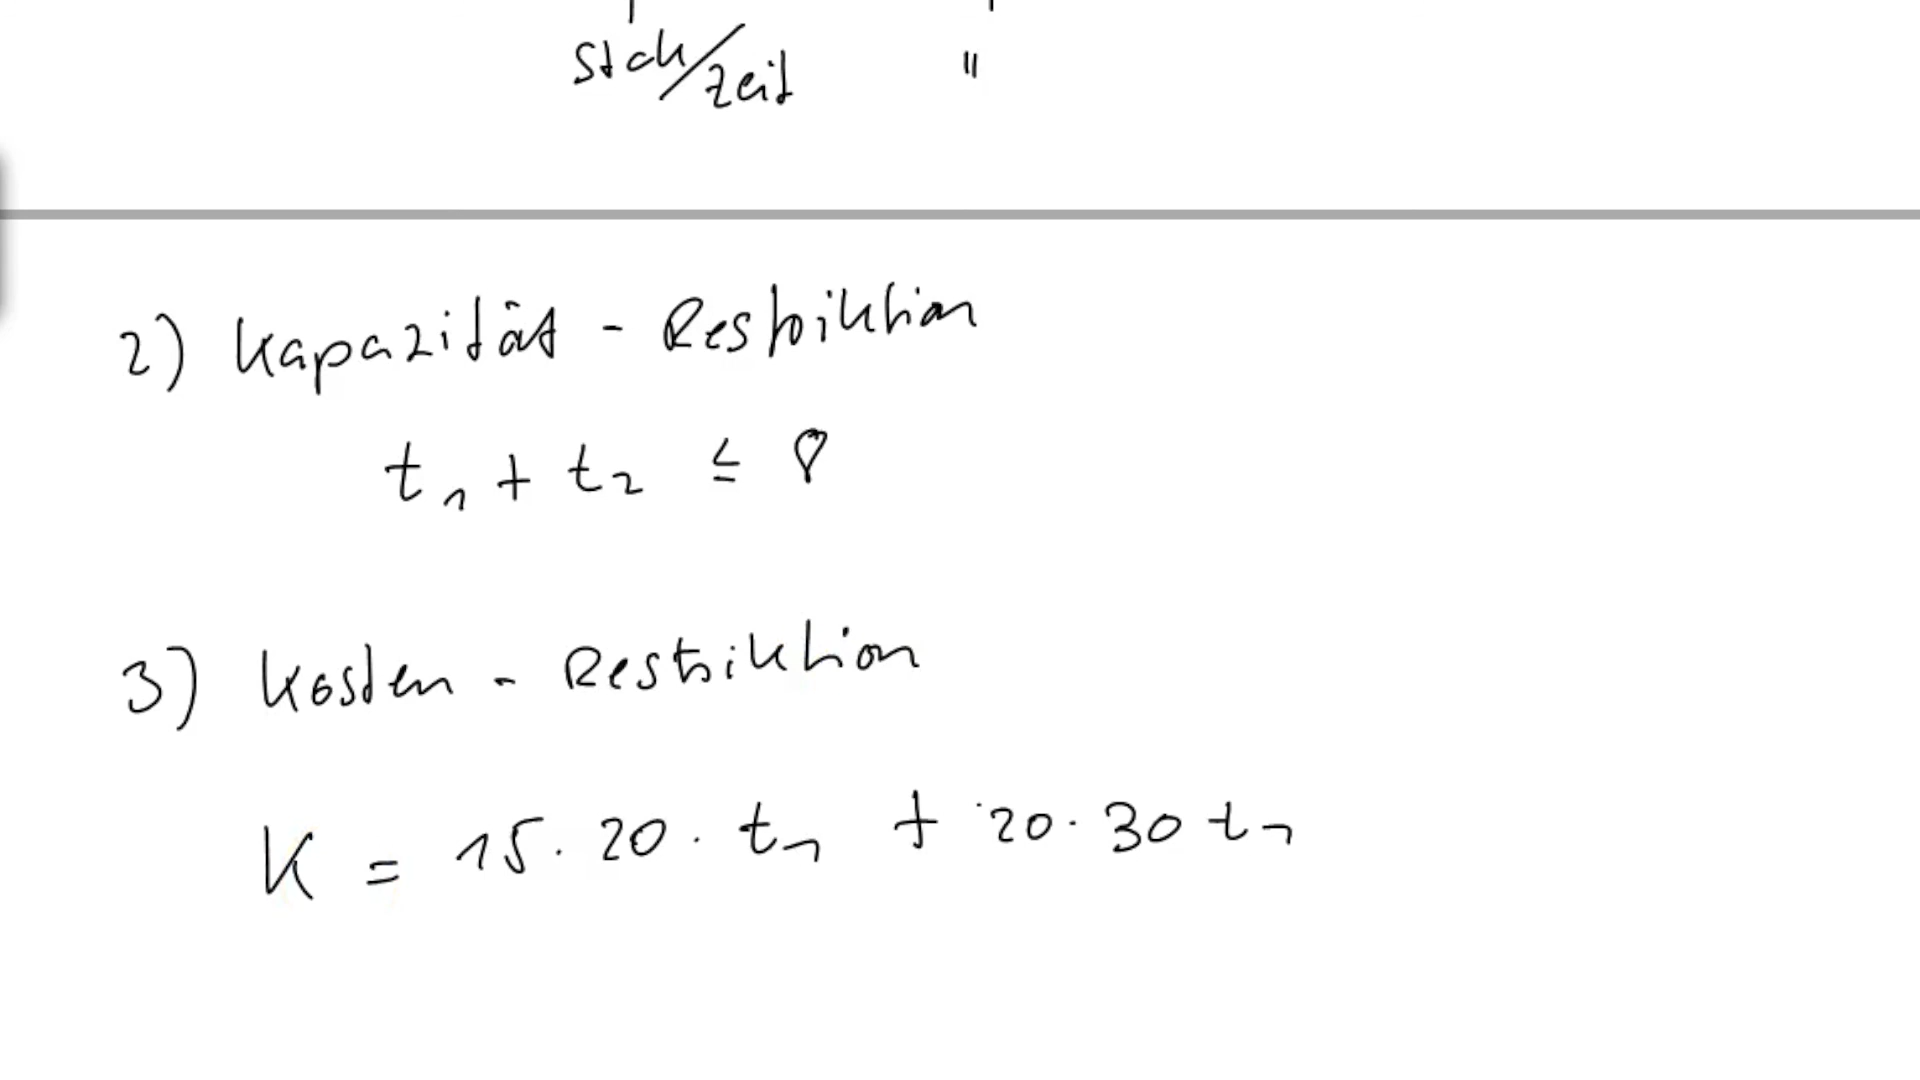 Stck/Zeit "
2) Kapazität - Restriktion
t₁ + t₂ ≤ 8
3) Kosten - Restriktion
K = 15 · 20 · t₁ + 20 · 30 t₁